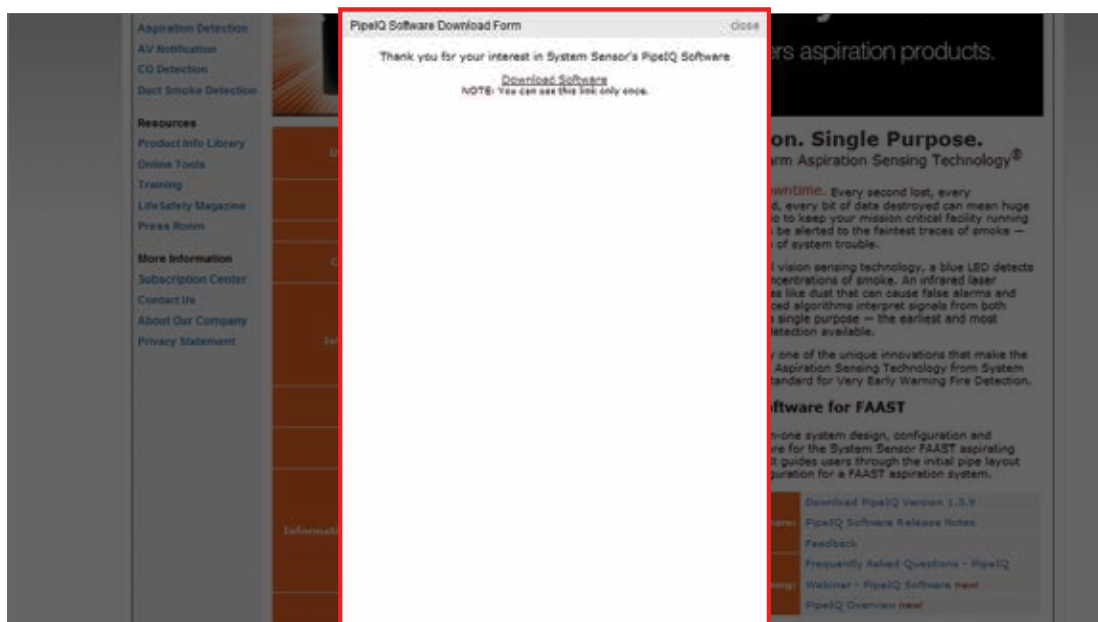 Aspiration Detection
AV Notification
CO Detection
Duct Smoke Detection
Resources
Product Info Library
Online Tools
Training
Life Safety Magazine
Press Room
More Information
Subscription Center
Contact Us
About Our Company
Privacy Statement
PipeIQ Software Download Form
close
Thank you for your interest in System Sensor's PipeIQ Software
Download Software
NOTE: You can use this link only once.
ers aspiration products.
on. Single Purpose.
arm Aspiration Sensing Technology®
owntime. Every second lost, every
d, every bit of data destroyed can mean huge
so to keep your mission critical facility running
be alerted to the faintest traces of smoke —
of system trouble.
l vision sensing technology, a blue LED detects
ncentrations of smoke. An infrared laser
es like dust that can cause false alarms and
ced algorithms interpret signals from both
single purpose — the earliest and most
detection available.
y one of the unique innovations that make the
Aspiration Sensing Technology from System
tandard for Very Early Warning Fire Detection.
oftware for FAAST
n-one system design, configuration and
re for the System Sensor FAAST aspirating
It guides users through the initial pipe layout
guration for a FAAST aspiration system.
Download PipeIQ Version 1.3.9
PipeIQ Software Release Notes
Feedback
Frequently Asked Questions - PipeIQ
Webinar - PipeIQ Software new!
PipeIQ Overview new!